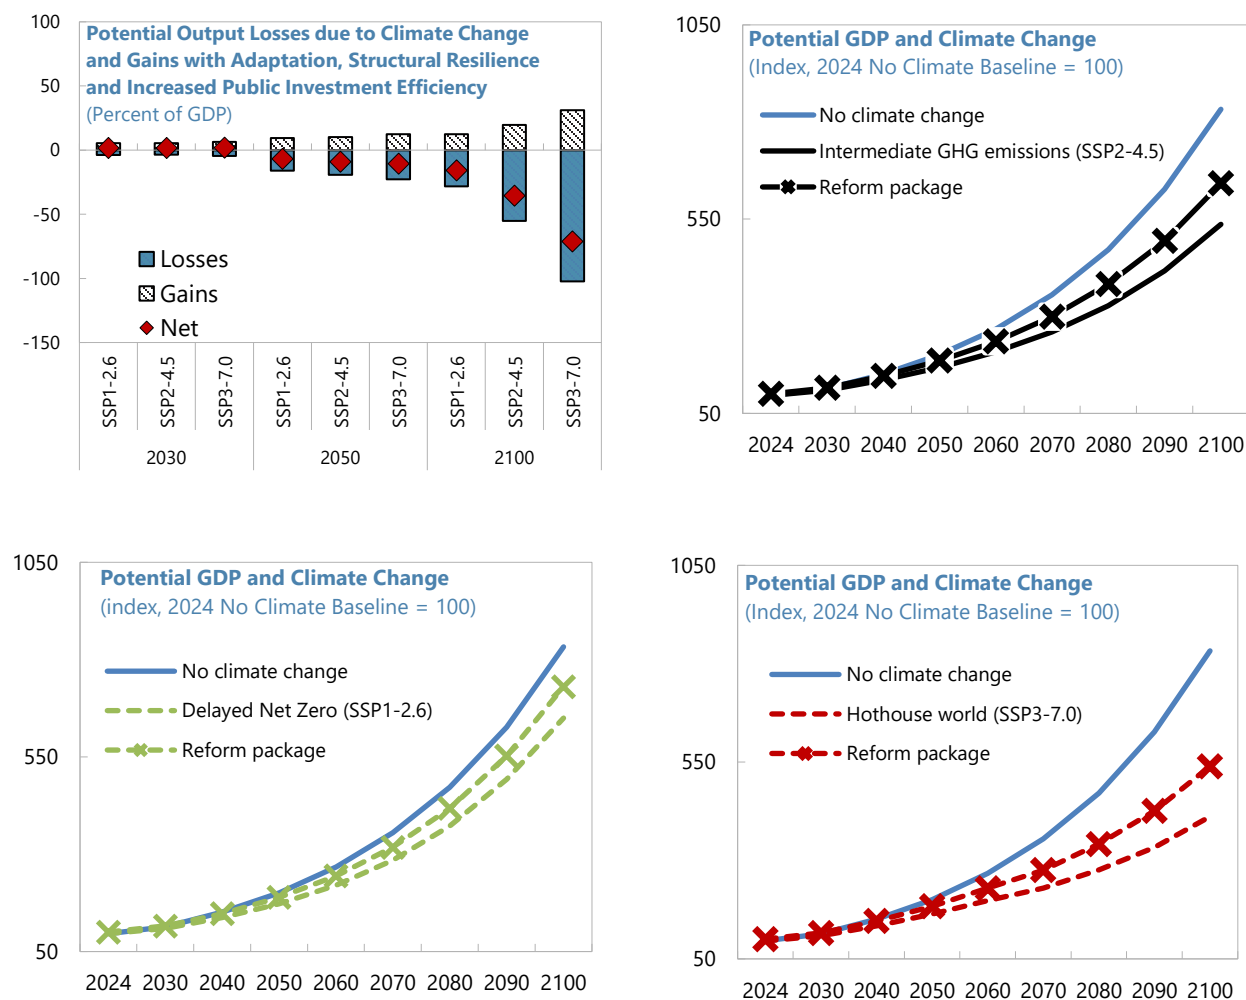 Potential Output Losses due to Climate Change
and Gains with Adaptation, Structural Resilience
and Increased Public Investment Efficiency
(Percent of GDP)
100
50
0
-50
-100
-150
Losses
Gains
Net
SSP1-2.6
SSP2-4.5
SSP3-7.0
SSP1-2.6
SSP2-4.5
SSP3-7.0
SSP1-2.6
SSP2-4.5
SSP3-7.0
2030
2050
2100
Potential GDP and Climate Change
(Index, 2024 No Climate Baseline = 100)
1050
550
50
No climate change
Intermediate GHG emissions (SSP2-4.5)
Reform package
2024 2030 2040 2050 2060 2070 2080 2090 2100
Potential GDP and Climate Change
(index, 2024 No Climate Baseline = 100)
1050
550
50
No climate change
Delayed Net Zero (SSP1-2.6)
Reform package
2024 2030 2040 2050 2060 2070 2080 2090 2100
Potential GDP and Climate Change
(Index, 2024 No Climate Baseline = 100)
1050
550
50
No climate change
Hothouse world (SSP3-7.0)
Reform package
2024 2030 2040 2050 2060 2070 2080 2090 2100